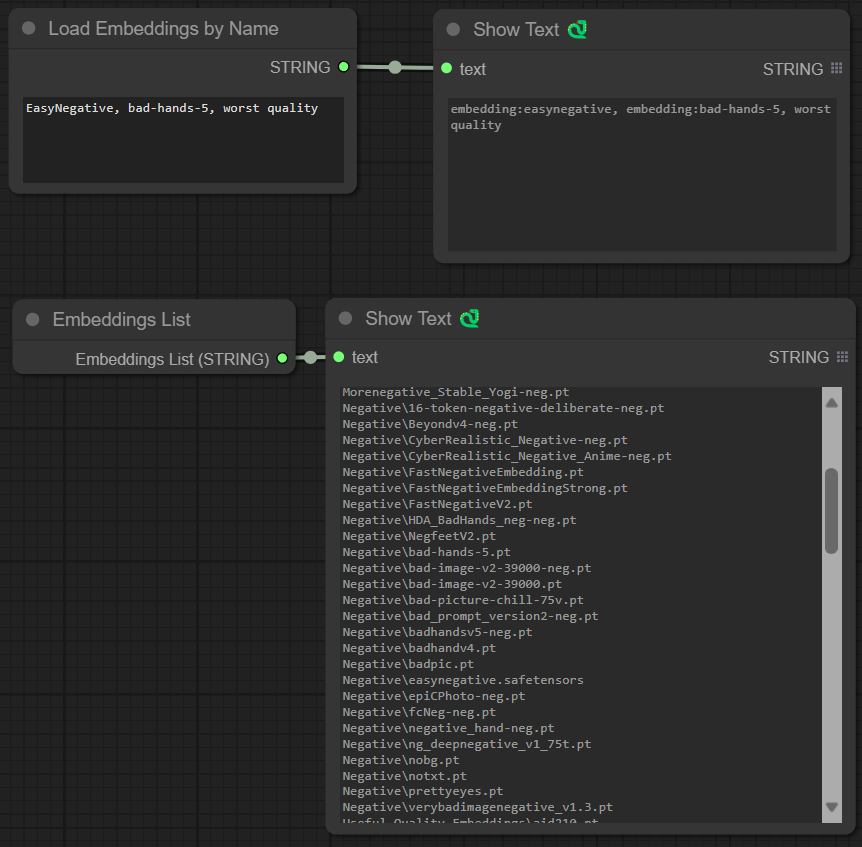 Load Embeddings by Name
STRING
EasyNegative, bad-hands-5, worst quality
Show Text
text
STRING
embedding:easynegative, embedding:bad-hands-5, worst
quality
Embeddings List
Embeddings List (STRING)
Show Text
text
STRING
Morenegative_Stable_Yogi-neg.pt
Negative\16-token-negative-deliberate-neg.pt
Negative\Beyondv4-neg.pt
Negative\CyberRealistic_Negative-neg.pt
Negative\CyberRealistic_Negative_Anime-neg.pt
Negative\FastNegativeEmbedding.pt
Negative\FastNegativeEmbeddingStrong.pt
Negative\FastNegativeV2.pt
Negative\HDA_BadHands_neg-neg.pt
Negative\NegfeetV2.pt
Negative\bad-hands-5.pt
Negative\bad-image-v2-39000-neg.pt
Negative\bad-image-v2-39000.pt
Negative\bad-picture-chill-75v.pt
Negative\bad_prompt_version2-neg.pt
Negative\badhandsv5-neg.pt
Negative\badhandv4.pt
Negative\badpic.pt
Negative\easynegative.safetensors
Negative\epiCPhoto-neg.pt
Negative\fcNeg-neg.pt
Negative\negative_hand-neg.pt
Negative\ng_deepnegative_v1_75t.pt
Negative\nobg.pt
Negative\notxt.pt
Negative\prettyeyes.pt
Negative\verybadimagenegative_v1.3.pt
Useful_Quality_Embeddings\aid210.pt